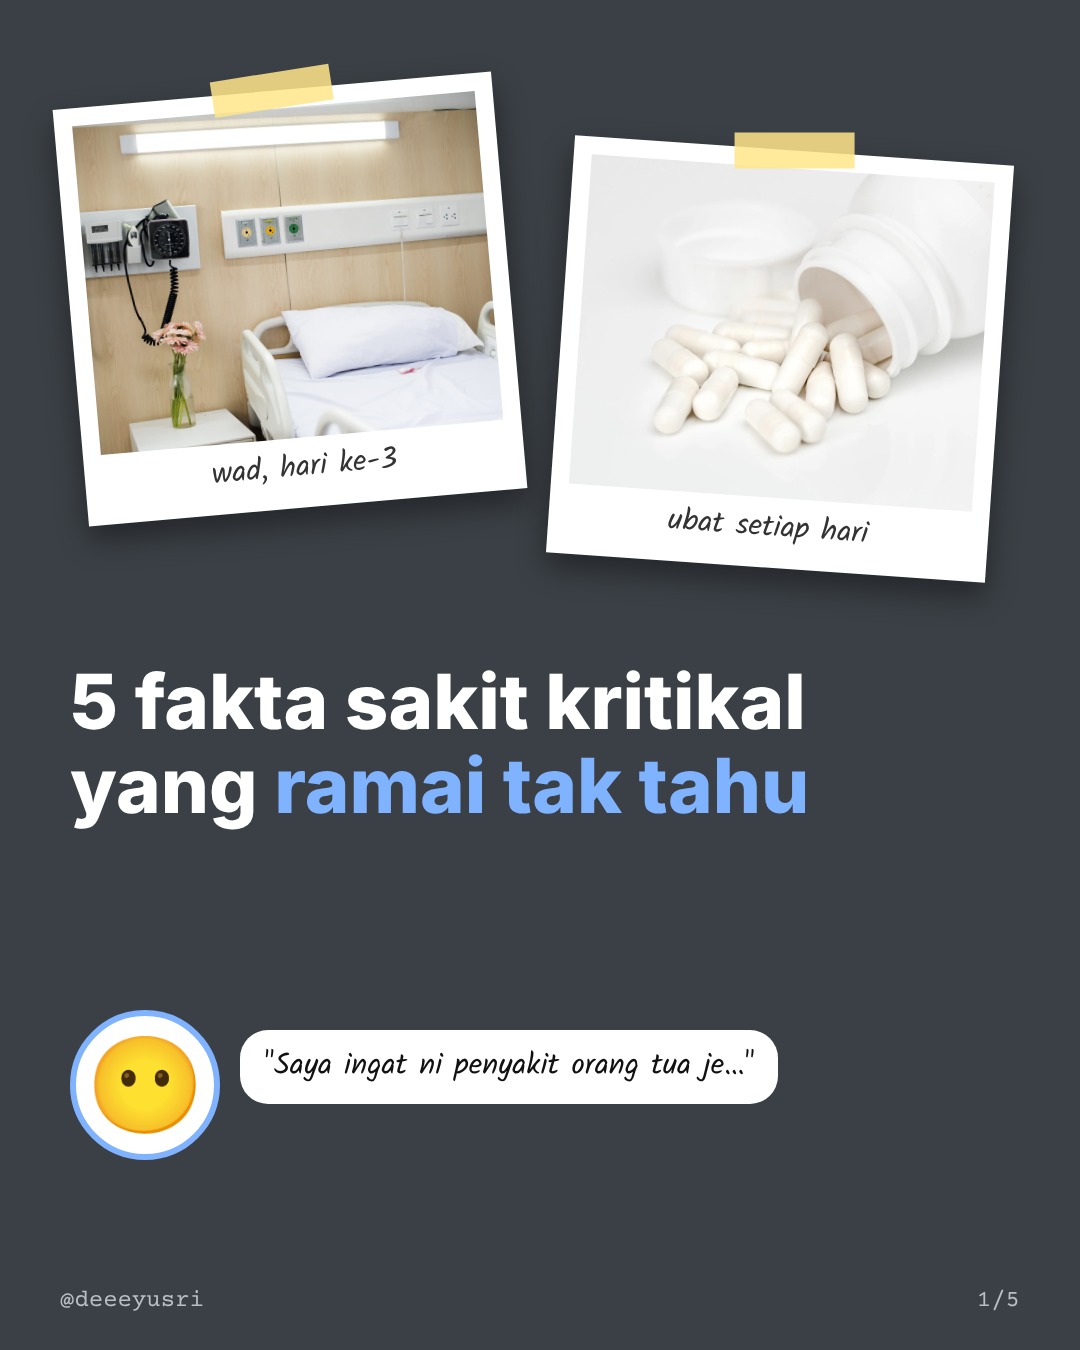 wad, hari ke-3
ubat setiap hari
5 fakta sakit kritikal
yang ramai tak tahu
"Saya ingat ni penyakit orang tua je..."
@deeeyusri
1/5